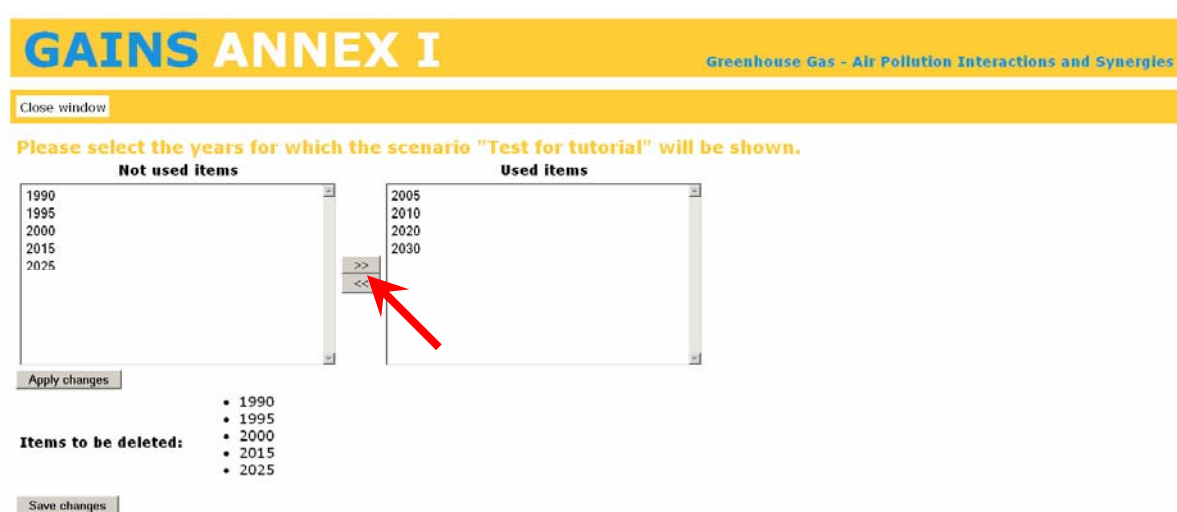 GAINS ANNEX I
Greenhouse Gas - Air Pollution Interactions and Synergies
Close window
Please select the years for which the scenario "Test for tutorial" will be shown.
Not used items
Used items
1990
1995
2000
2015
2025
>>
<<
2005
2010
2020
2030
Apply changes
Items to be deleted:
• 1990
• 1995
• 2000
• 2015
• 2025
Save changes